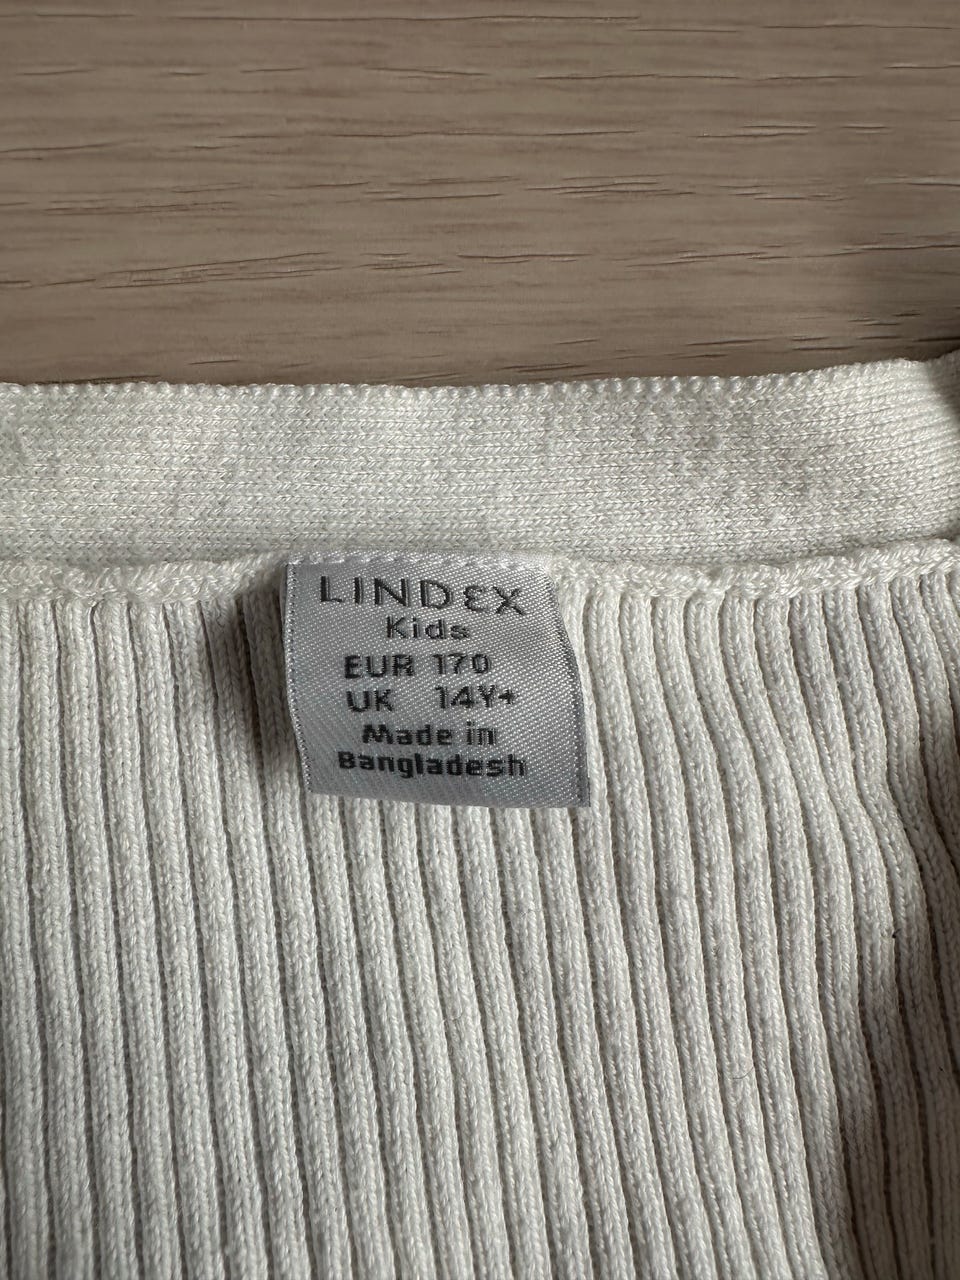 LINDEX
Kids
EUR 170
UK 14Y+
Made in
Bangladesh